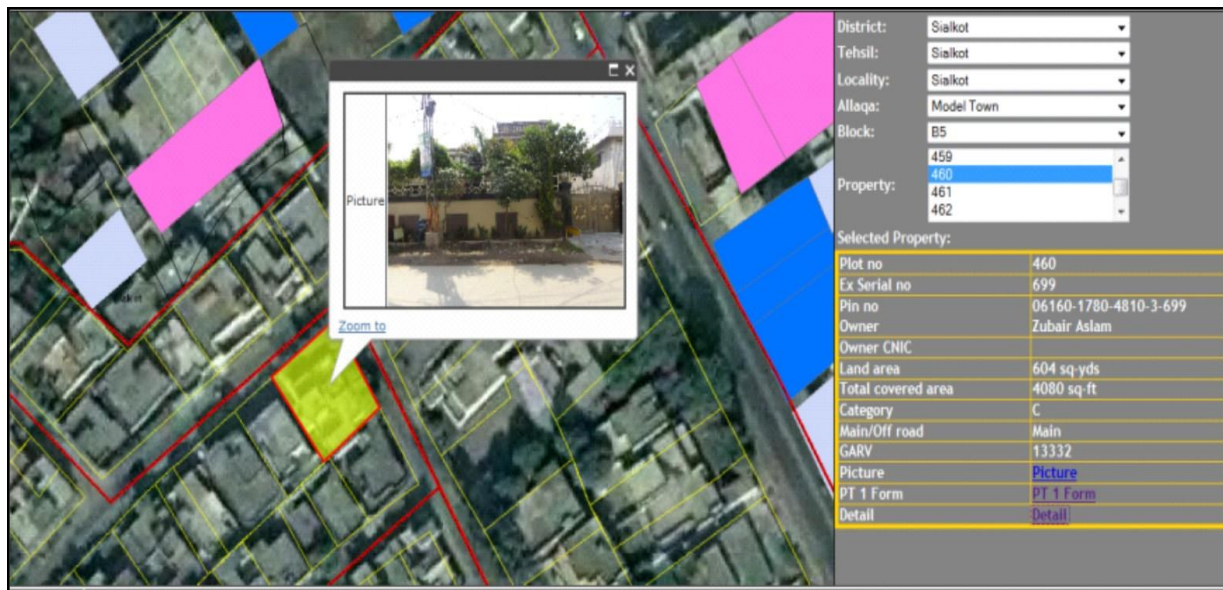 Picture
Zoom to
District: Sialkot
Tehsil: Sialkot
Locality: Sialkot
Allaqa: Model Town
Block: B5
Property:
459
460
461
462
Selected Property:
Plot no 460
Ex Serial no 699
Pin no 06160-1780-4810-3-699
Owner Zubair Aslam
Owner CNIC
Land area 604 sq-yds
Total covered area 4080 sq-ft
Category C
Main/Off road Main
GARV 13332
Picture Picture
PT 1 Form PT 1 Form
Detail Detail